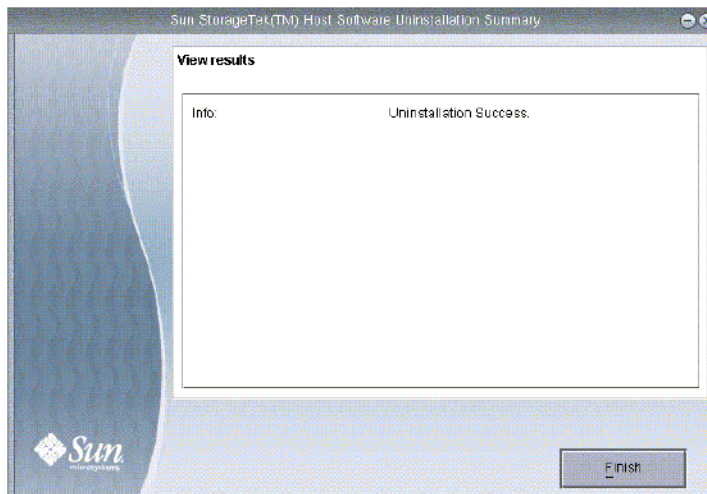 Sun StorageTek(TM) Host Software Uninstallation Summary
View results
Info: Uninstallation Success.
Sun
microsystems
Finish